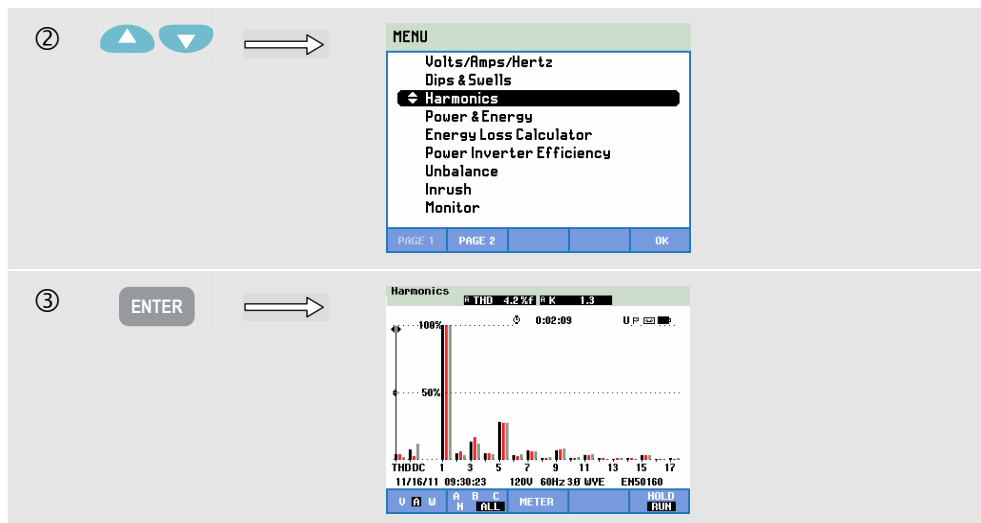 ②
MENU
Volts/Amps/Hertz
Dips & Swells
Harmonics
Power & Energy
Energy Loss Calculator
Power Inverter Efficiency
Unbalance
Inrush
Monitor
PAGE 1 PAGE 2 OK
③
ENTER
Harmonics
A THD 4.2 %f A K 1.3
0:02:09 U
100%
50%
THD DC 1 3 5 7 9 11 13 15 17
11/16/11 09:30:23 120V 60Hz 3Ø WYE EN50160
V A W A B C N ALL METER HOLD RUN